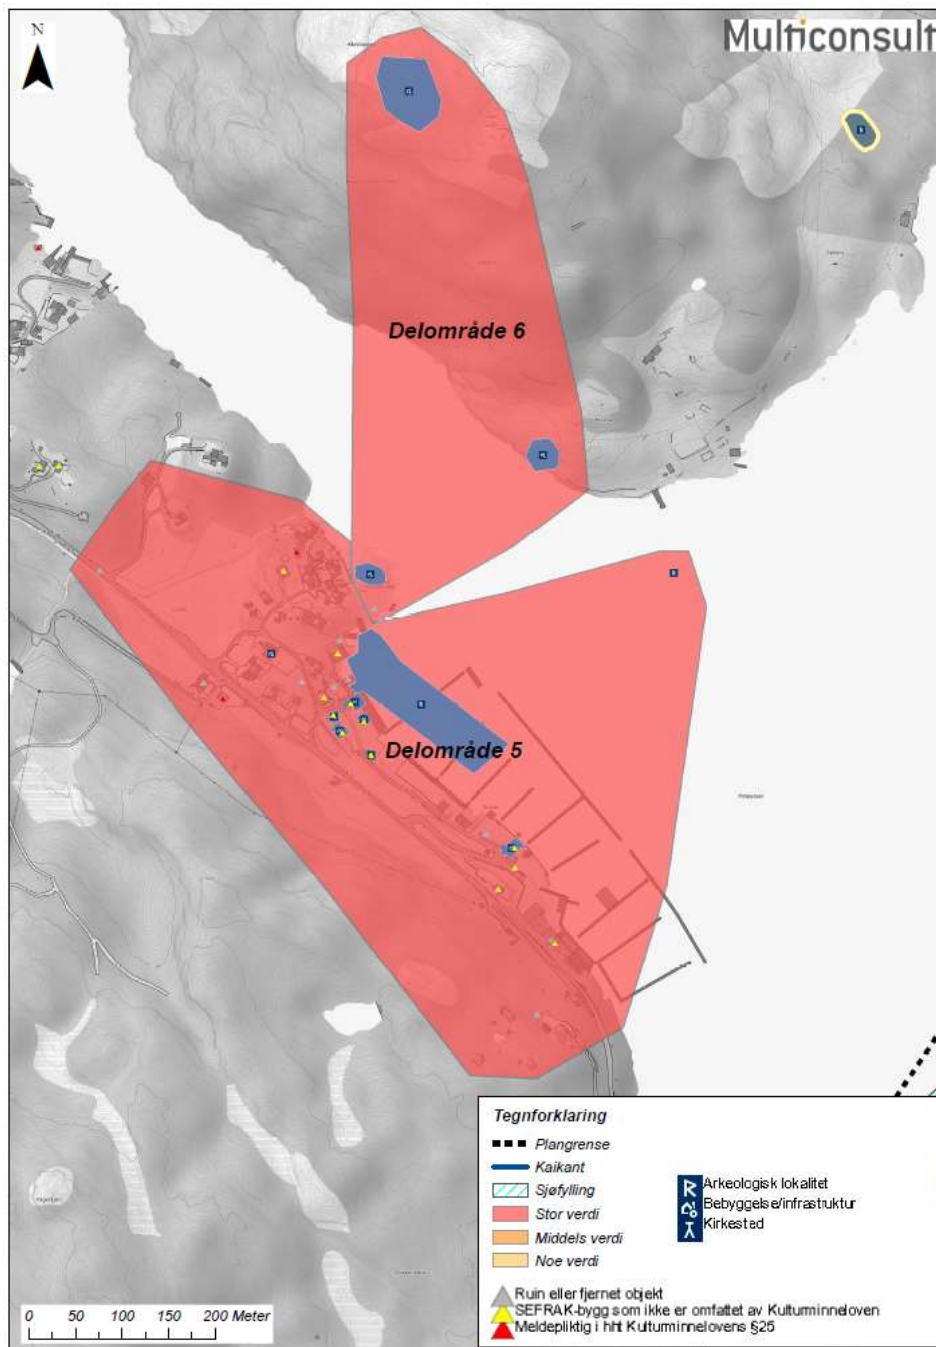 N
Multiconsult
Delområde 6
Delområde 5
Tegnforklaring
Plangrense
Kaikant
Sjøfylling
Stor verdi
Middels verdi
Noe verdi
Arkeologisk lokalitet
Bebyggelse/infrastruktur
Kirkested
Ruin eller fjernet objekt
SEFRAK-bygg som ikke er omfattet av Kulturminneloven
Meldepliktig i hht Kulturminnelovens §25
0 50 100 150 200 Meter